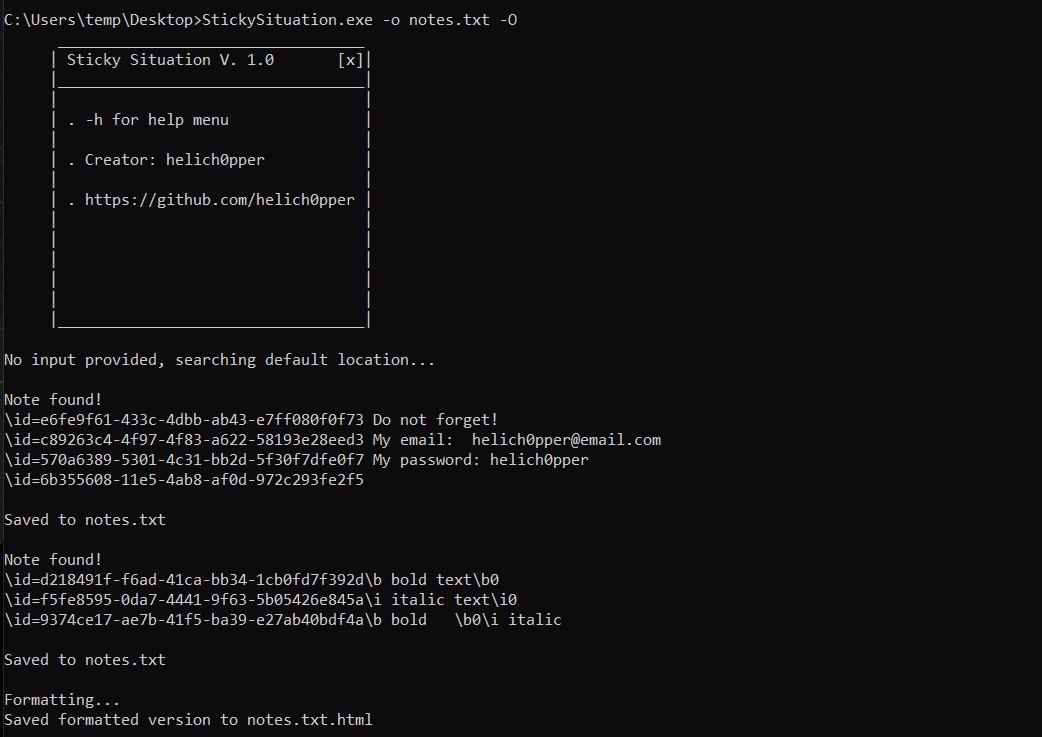 C:\Users\temp\Desktop>StickySituation.exe -o notes.txt -O
Sticky Situation V. 1.0 [x]
. -h for help menu
. Creator: helich0pper
. https://github.com/helich0pper
No input provided, searching default location...
Note found!
\id=e6fe9f61-433c-4dbb-ab43-e7ff080f0f73 Do not forget!
\id=c89263c4-4f97-4f83-a622-58193e28eed3 My email:  helich0pper@email.com
\id=570a6389-5301-4c31-bb2d-5f30f7dfe0f7 My password: helich0pper
\id=6b355608-11e5-4ab8-af0d-972c293fe2f5
Saved to notes.txt
Note found!
\id=d218491f-f6ad-41ca-bb34-1cb0fd7f392d\b bold text\b0
\id=f5fe8595-0da7-4441-9f63-5b05426e845a\i italic text\i0
\id=9374ce17-ae7b-41f5-ba39-e27ab40bdf4a\b bold   \b0\i italic
Saved to notes.txt
Formatting...
Saved formatted version to notes.txt.html